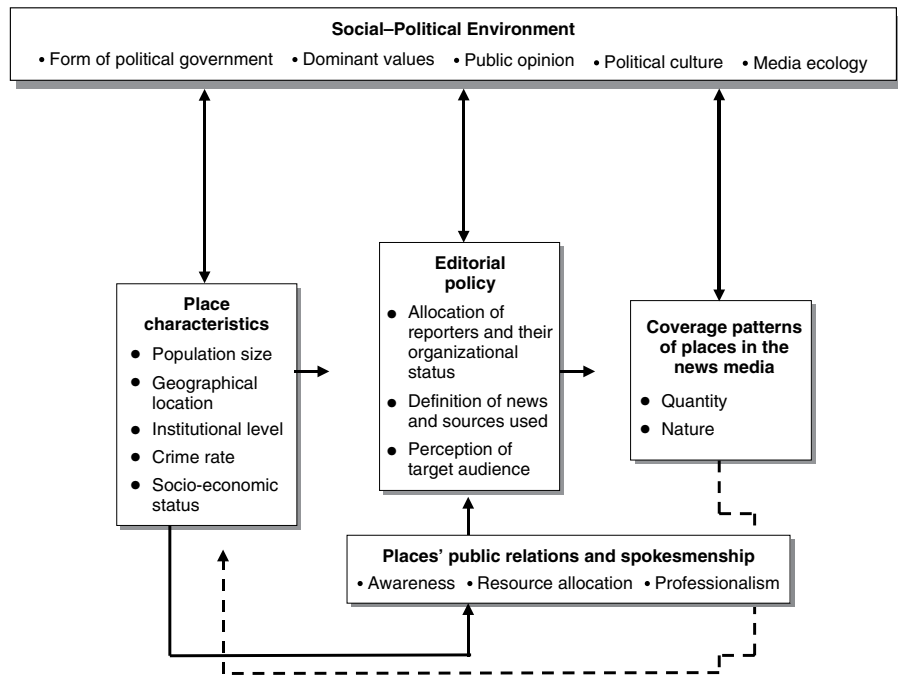 Social–Political Environment
• Form of political government • Dominant values • Public opinion • Political culture • Media ecology
Place
characteristics
● Population size
● Geographical
location
● Institutional level
● Crime rate
● Socio-economic
status
Editorial
policy
● Allocation of
reporters and their
organizational
status
● Definition of news
and sources used
● Perception of
target audience
Coverage patterns
of places in the
news media
● Quantity
● Nature
Places’ public relations and spokesmenship
• Awareness • Resource allocation • Professionalism